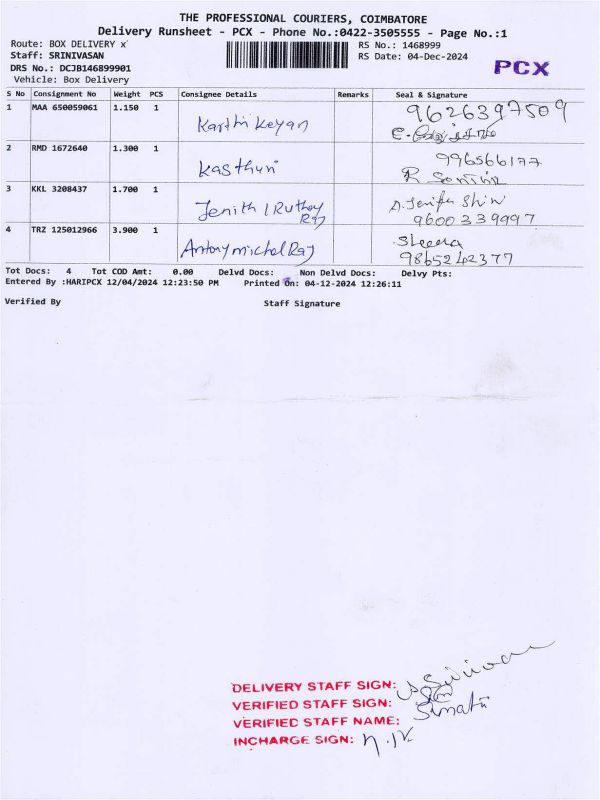 THE PROFESSIONAL COURIERS, COIMBATORE
Delivery Runsheet - PCX - Phone No.:0422-3505555 - Page No.:1
Route: BOX DELIVERY x
RS No.: 1468999
Staff: SRINIVASAN
RS Date: 04-Dec-2024
DRS No.: DCJB146899901
PCX
Vehicle: Box Delivery
S No Consignment No Weight PCS Consignee Details Remarks Seal & Signature
1 MAA 650059061 1.150 1 Karthi Keyan 9626397509
2 RMD 1672640 1.300 1 Kasthuri 996566177
R
3 KKL 3208437 1.700 1 Jenith / Ruthoy Raj D. Jenifer Shin
9600339997
4 TRZ 125012966 3.900 1 Antony michel Raj Sheeba
9865242377
Tot Docs: 4 Tot COD Amt: 0.00 Delvd Docs: Non Delvd Docs: Delvy Pts:
Entered By :HARIPCX 12/04/2024 12:23:50 PM Printed On: 04-12-2024 12:26:11
Verified By Staff Signature
DELIVERY STAFF SIGN:
VERIFIED STAFF SIGN:
VERIFIED STAFF NAME:
INCHARGE SIGN: